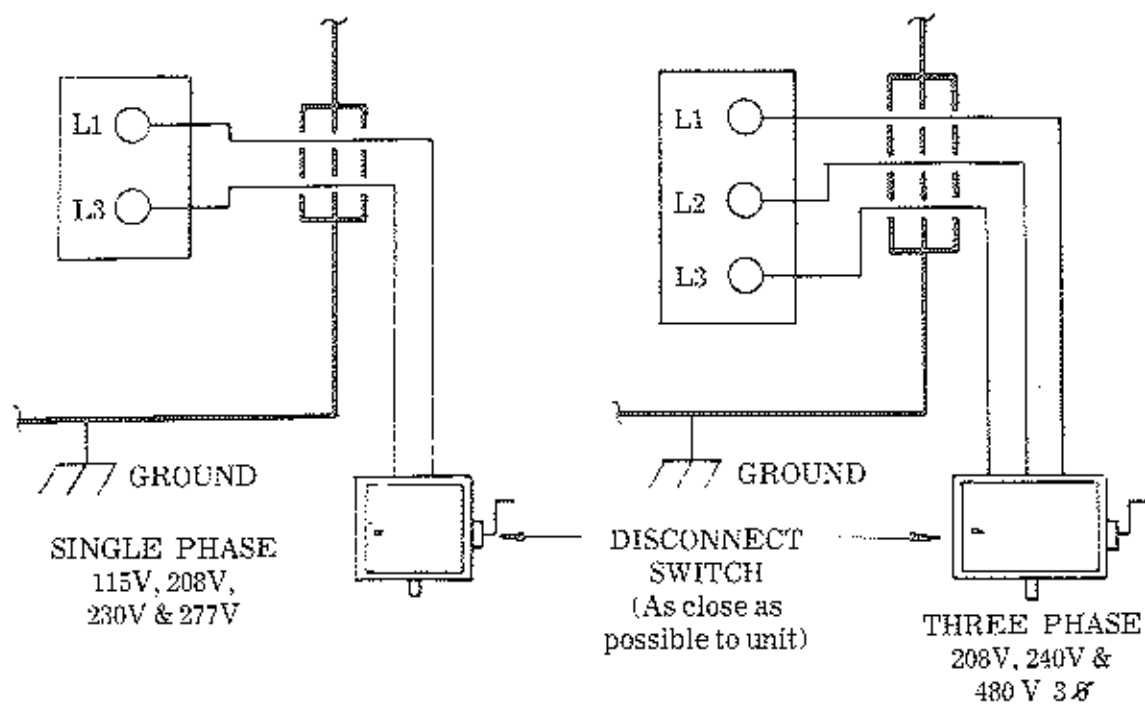 L1
L3
GROUND
SINGLE PHASE
115V, 208V,
230V & 277V
L1
L2
L3
GROUND
DISCONNECT
SWITCH
(As close as
possible to unit)
THREE PHASE
208V, 240V &
480 V 3ø